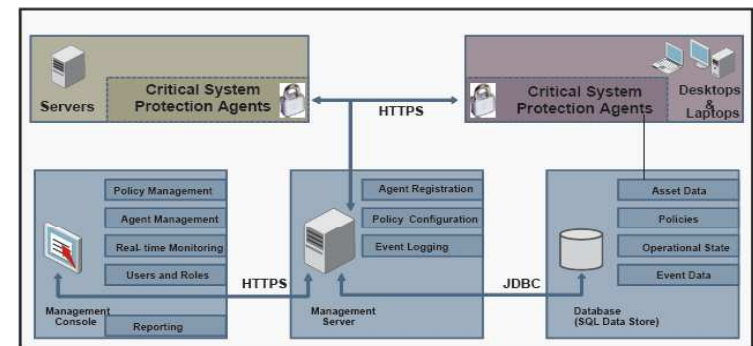 Servers
Critical System
Protection Agents
HTTPS
Critical System
Protection Agents
Desktops
&
Laptops
Policy Management
Agent Management
Real- time Monitoring
Users and Roles
Reporting
Management
Console
HTTPS
Agent Registration
Policy Configuration
Event Logging
Management
Server
JDBC
Asset Data
Policies
Operational State
Event Data
Database
(SQL Data Store)